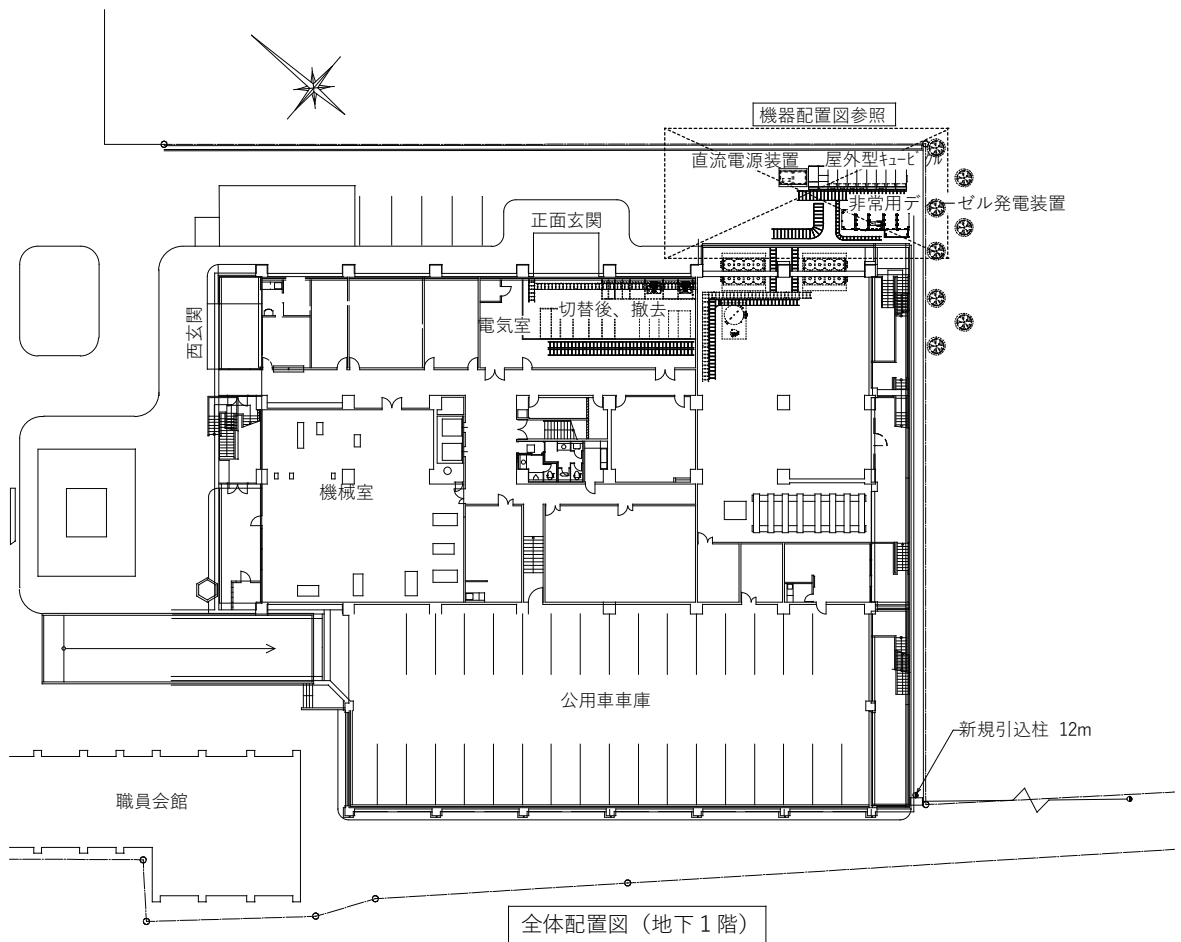 機器配置図参照
直流電源装置
屋外型ｷｭｰﾋﾞｸﾙ
非常用ディーゼル発電装置
正面玄関
西玄関
電気室
切替後、撤去
機械室
公用車車庫
新規引込柱 12m
職員会館
全体配置図（地下１階）